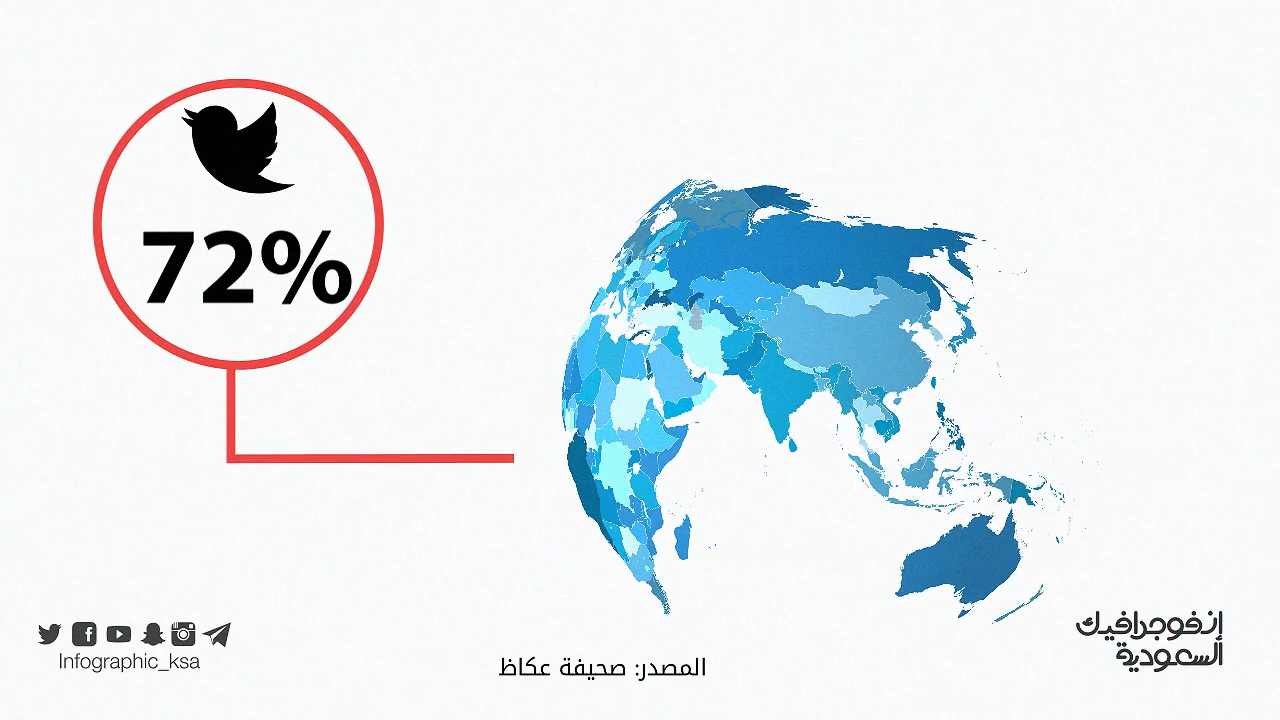 72%
إنفوجرافيك
السعودية
Infographic_ksa
المصدر: صحيفة عكاظ